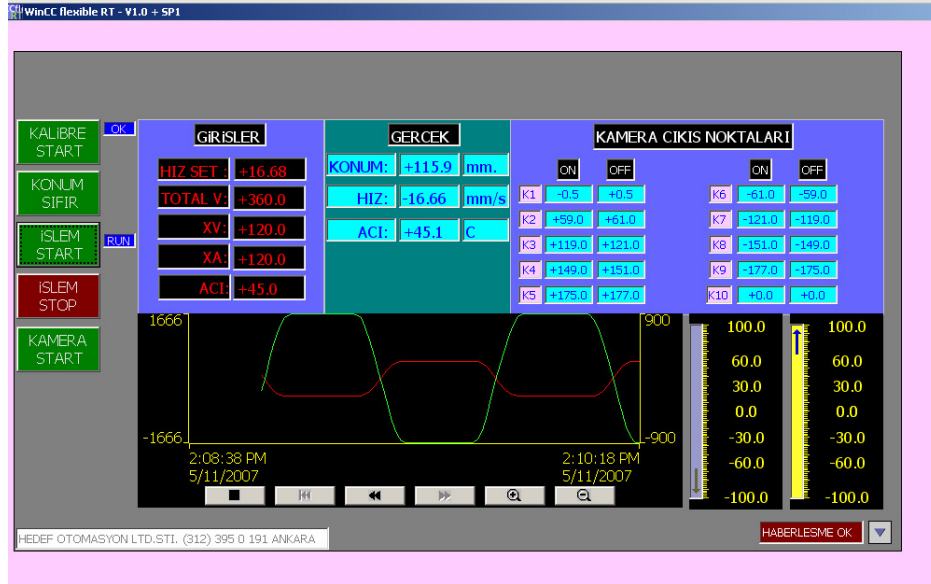 WinCC flexible RT - V1.0 + SP1
KALiBRE
START
OK
KONUM
SIFIR
iSLEM
START
RUN
iSLEM
STOP
KAMERA
START
GiRiSLER
HIZ SET : +16.68
TOTAL V: +360.0
XV: +120.0
XA: +120.0
ACI: +45.0
GERCEK
KONUM: +115.9 mm.
HIZ: -16.66 mm/s
ACI: +45.1 C
KAMERA CIKIS NOKTALARI
ON OFF ON OFF
K1 -0.5 +0.5 K6 -61.0 -59.0
K2 +59.0 +61.0 K7 -121.0 -119.0
K3 +119.0 +121.0 K8 -151.0 -149.0
K4 +149.0 +151.0 K9 -177.0 -175.0
K5 +175.0 +177.0 K10 +0.0 +0.0
1666 900
-1666 -900
2:08:38 PM 2:10:18 PM
5/11/2007 5/11/2007
100.0 100.0
60.0 60.0
30.0 30.0
0.0 0.0
-30.0 -30.0
-60.0 -60.0
-100.0 -100.0
HEDEF OTOMASYON LTD.STI. (312) 395 0 191 ANKARA
HABERLESME OK